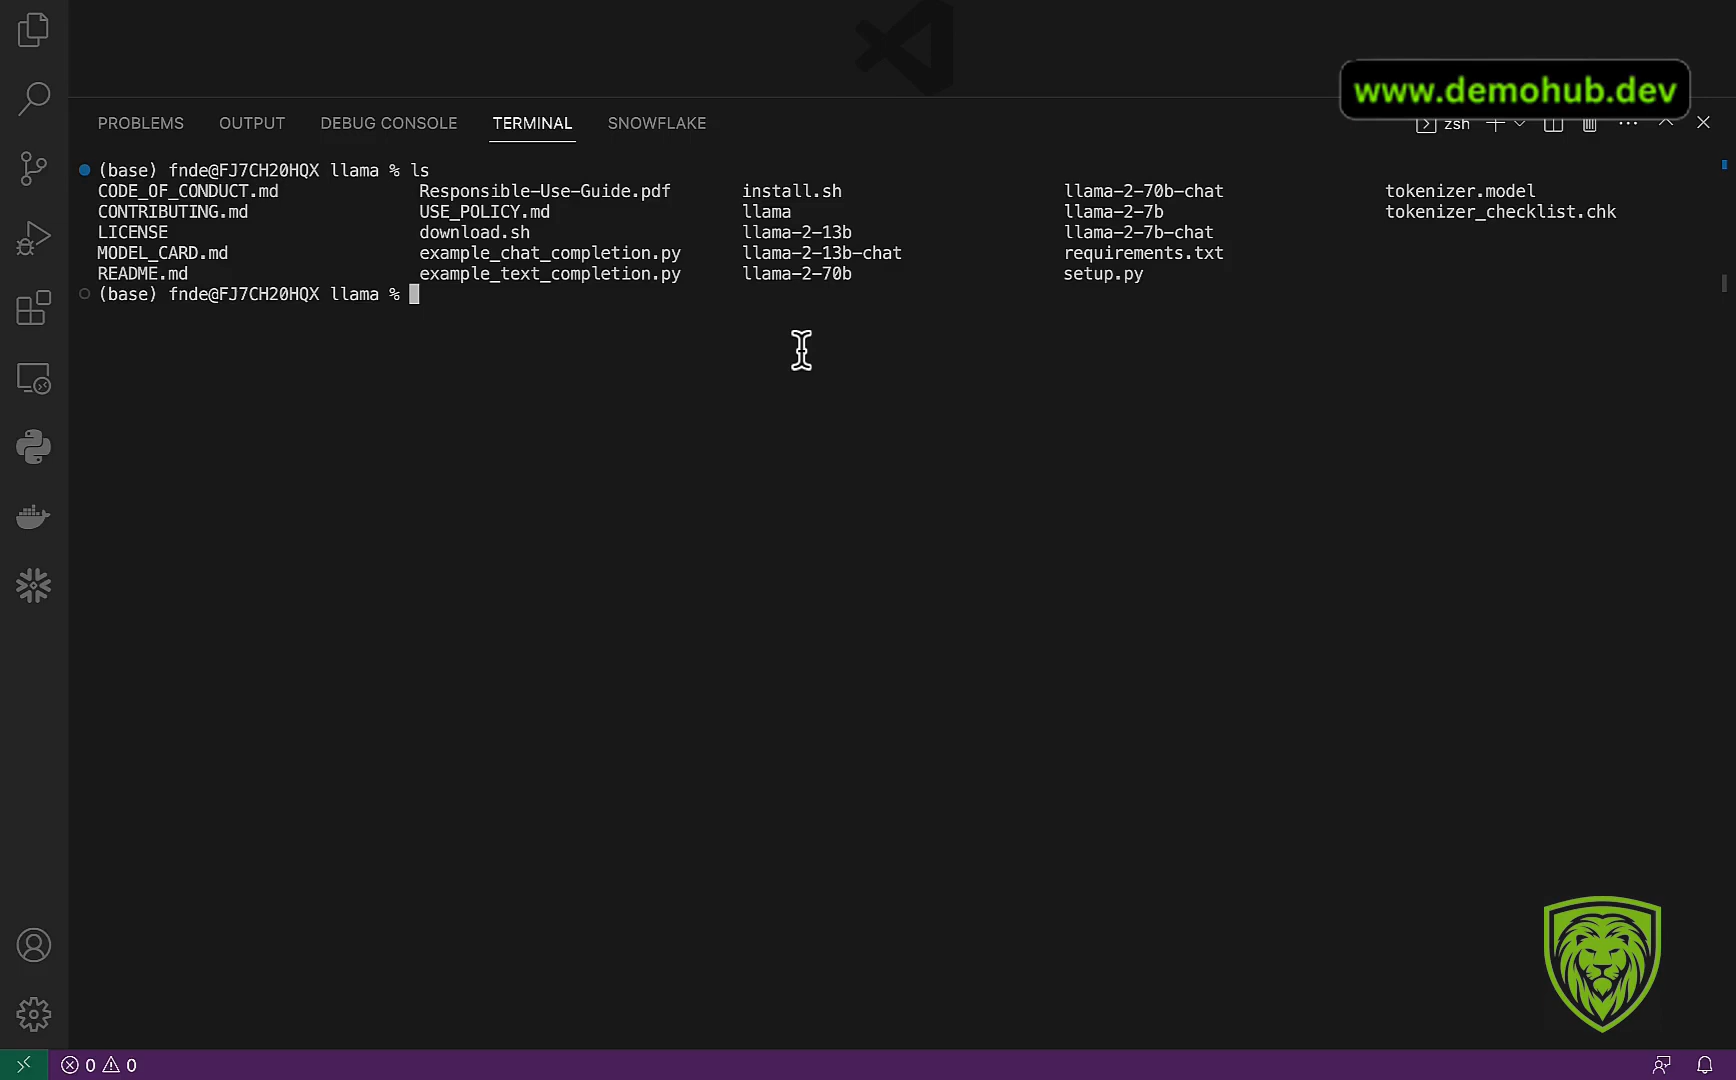 www.demohub.dev
PROBLEMS OUTPUT DEBUG CONSOLE TERMINAL SNOWFLAKE zsh
(base) fnde@FJ7CH20HQX llama % ls
CODE_OF_CONDUCT.md Responsible-Use-Guide.pdf install.sh llama-2-70b-chat tokenizer.model
CONTRIBUTING.md USE_POLICY.md llama llama-2-7b tokenizer_checklist.chk
LICENSE download.sh llama-2-13b llama-2-7b-chat
MODEL_CARD.md example_chat_completion.py llama-2-13b-chat requirements.txt
README.md example_text_completion.py llama-2-70b setup.py
(base) fnde@FJ7CH20HQX llama %
0 0